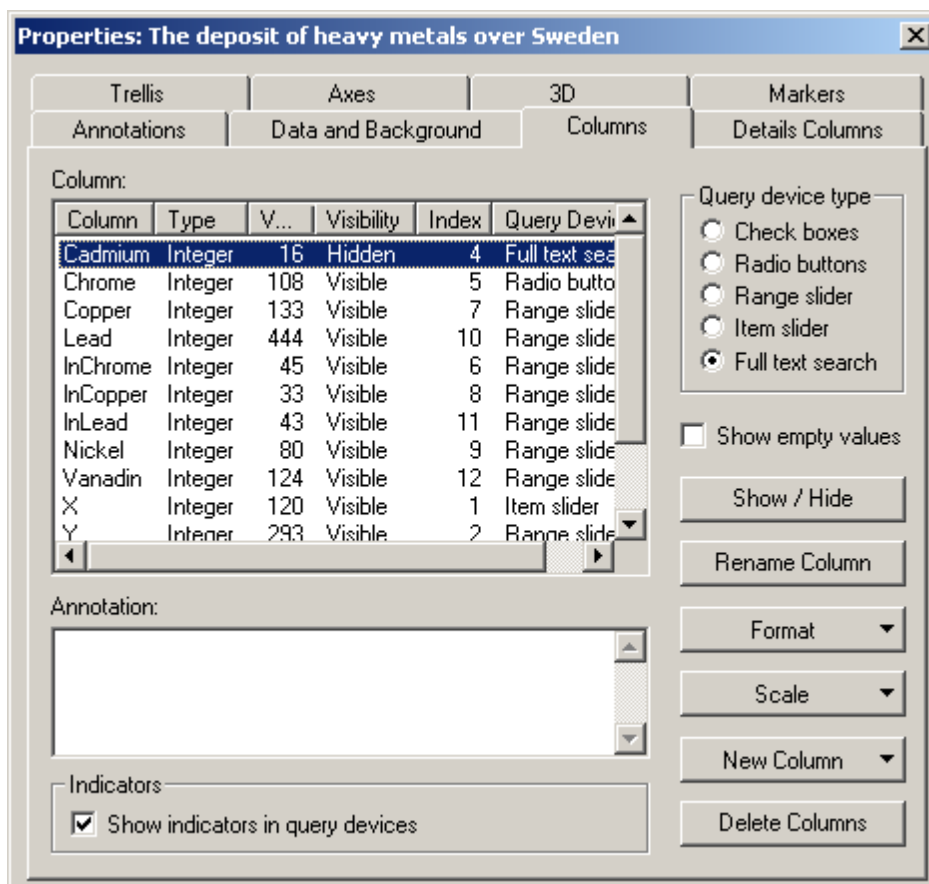 Properties: The deposit of heavy metals over Sweden
Trellis Axes 3D Markers
Annotations Data and Background Columns Details Columns
Column:
Column Type V... Visibility Index Query Devi
Cadmium Integer 16 Hidden 4 Full text sea
Chrome Integer 108 Visible 5 Radio butto
Copper Integer 133 Visible 7 Range slide
Lead Integer 444 Visible 10 Range slide
InChrome Integer 45 Visible 6 Range slide
InCopper Integer 33 Visible 8 Range slide
InLead Integer 43 Visible 11 Range slide
Nickel Integer 80 Visible 9 Range slide
Vanadin Integer 124 Visible 12 Range slide
X Integer 120 Visible 1 Item slider
Y Integer 293 Visible 2 Range slide
Query device type
Check boxes
Radio buttons
Range slider
Item slider
Full text search
Show empty values
Show / Hide
Rename Column
Format
Scale
New Column
Delete Columns
Annotation:
Indicators
Show indicators in query devices